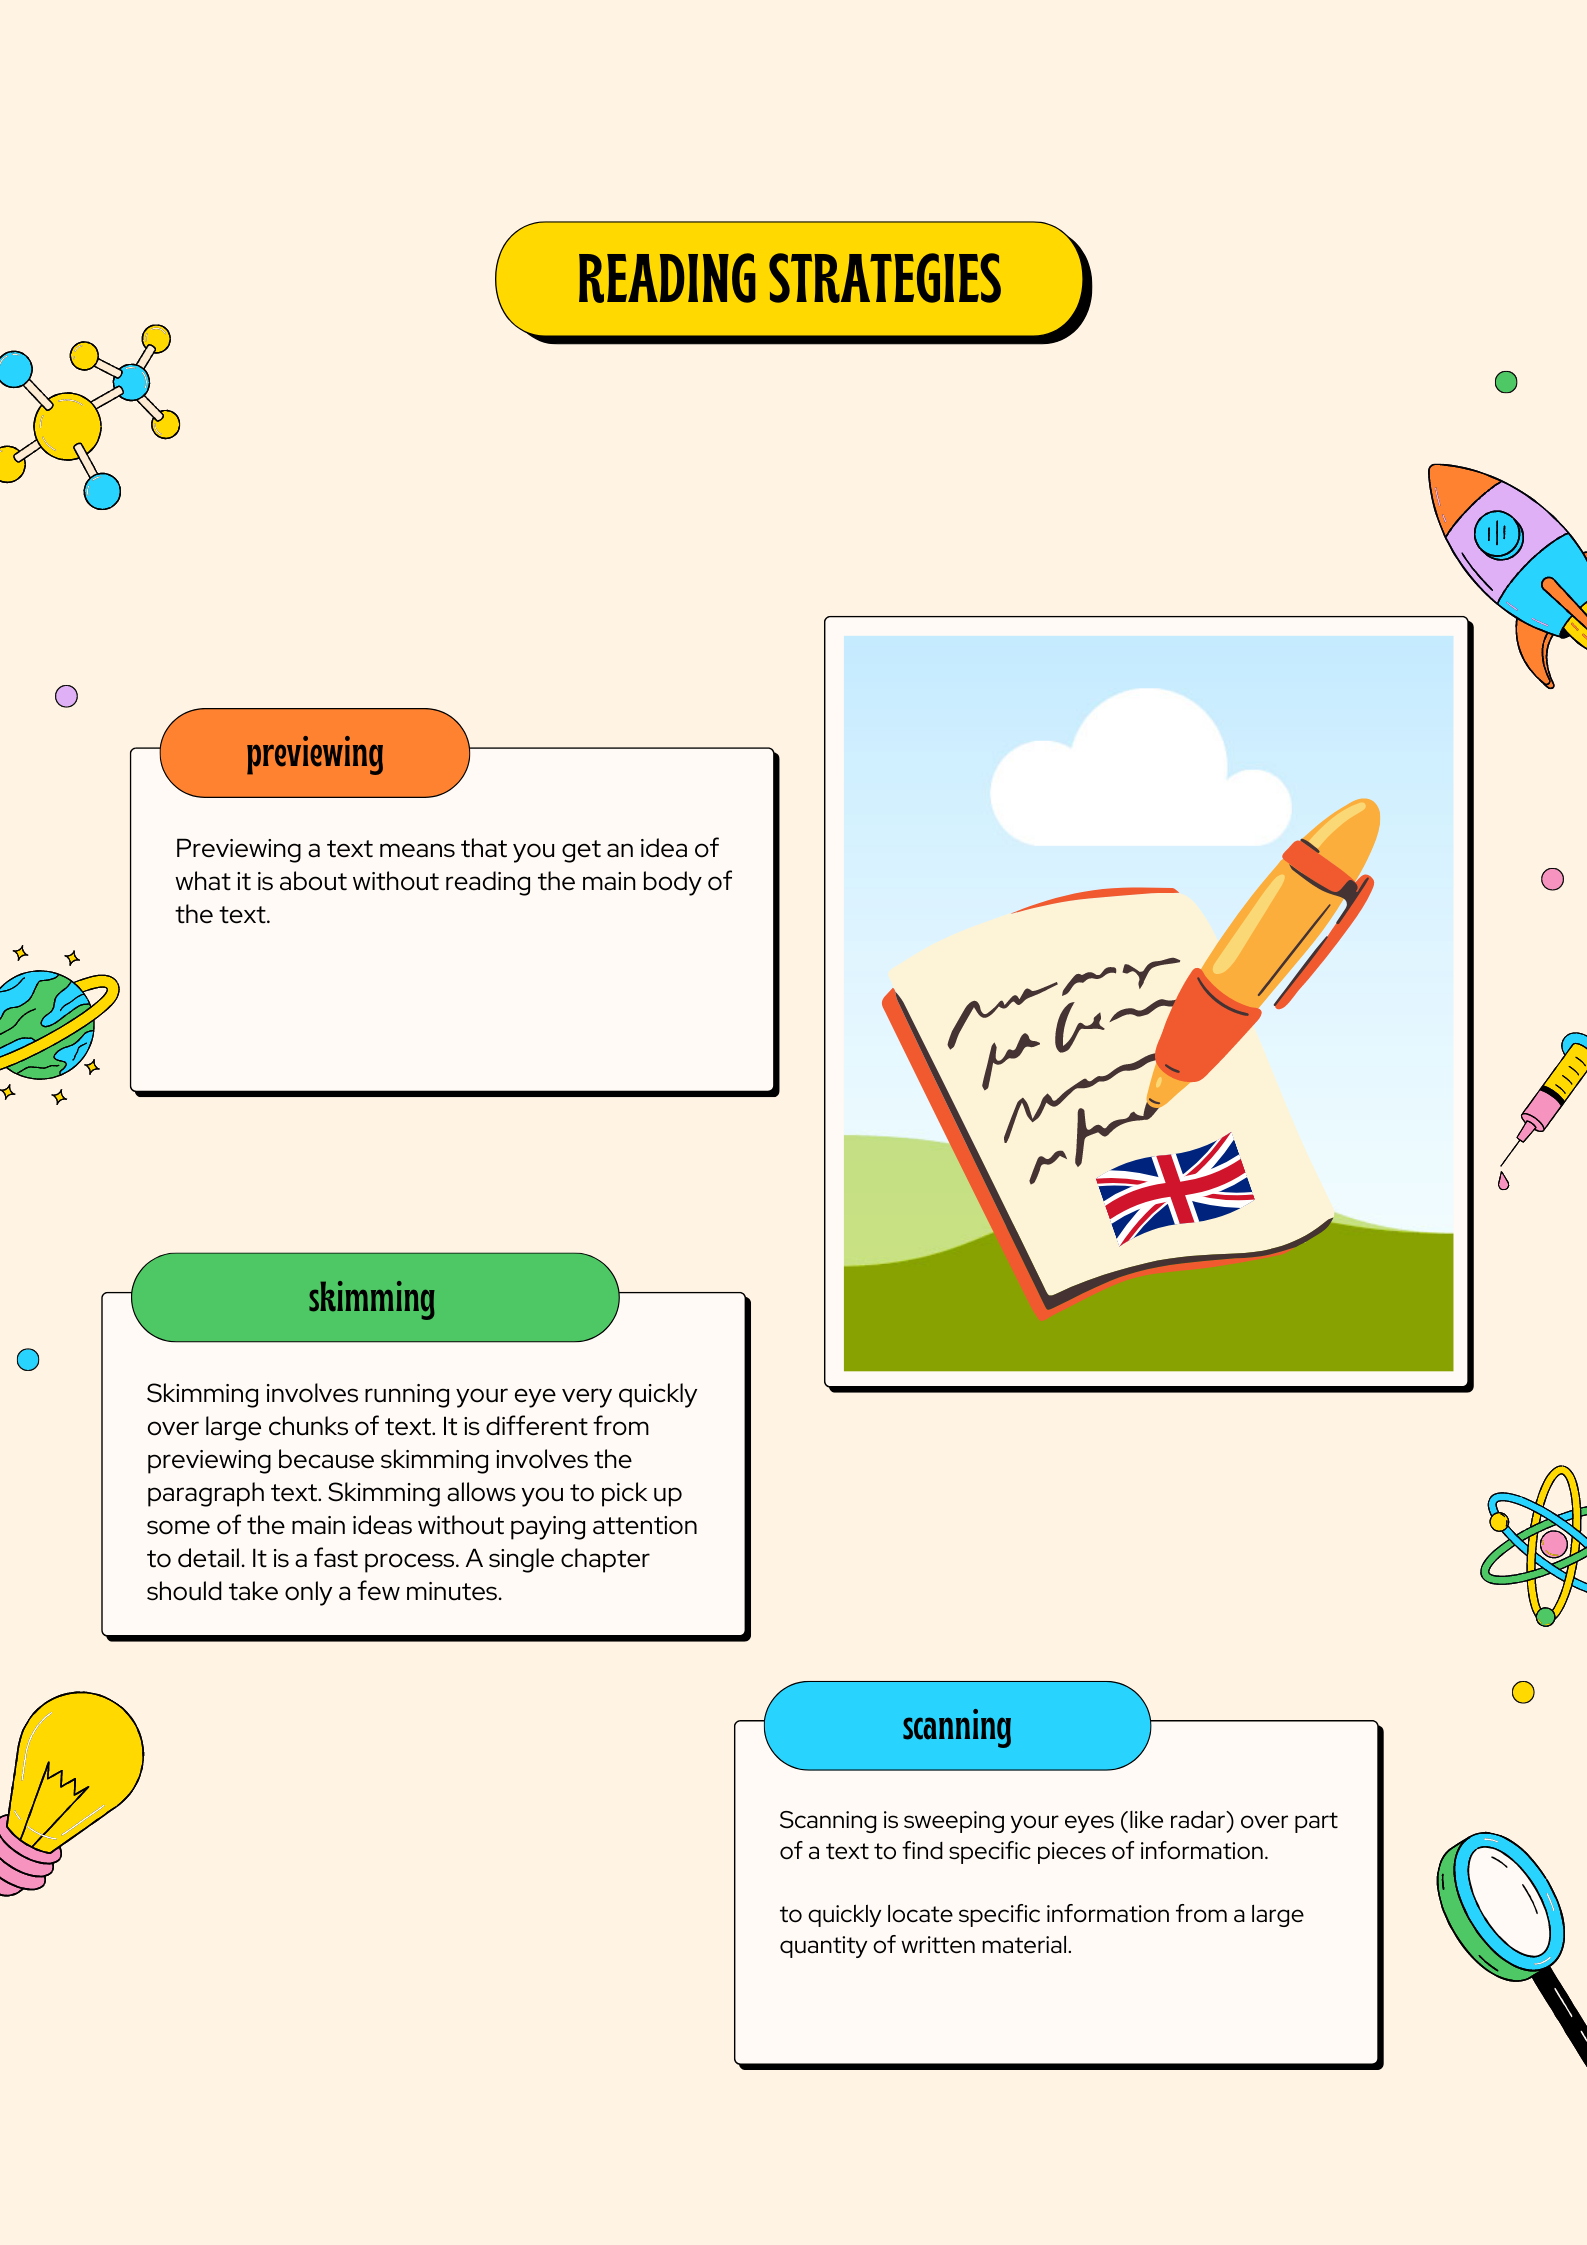 READING STRATEGIES
previewing
Previewing a text means that you get an idea of
what it is about without reading the main body of
the text.
skimming
Skimming involves running your eye very quickly
over large chunks of text. It is different from
previewing because skimming involves the
paragraph text. Skimming allows you to pick up
some of the main ideas without paying attention
to detail. It is a fast process. A single chapter
should take only a few minutes.
scanning
Scanning is sweeping your eyes (like radar) over part
of a text to find specific pieces of information.
to quickly locate specific information from a large
quantity of written material.